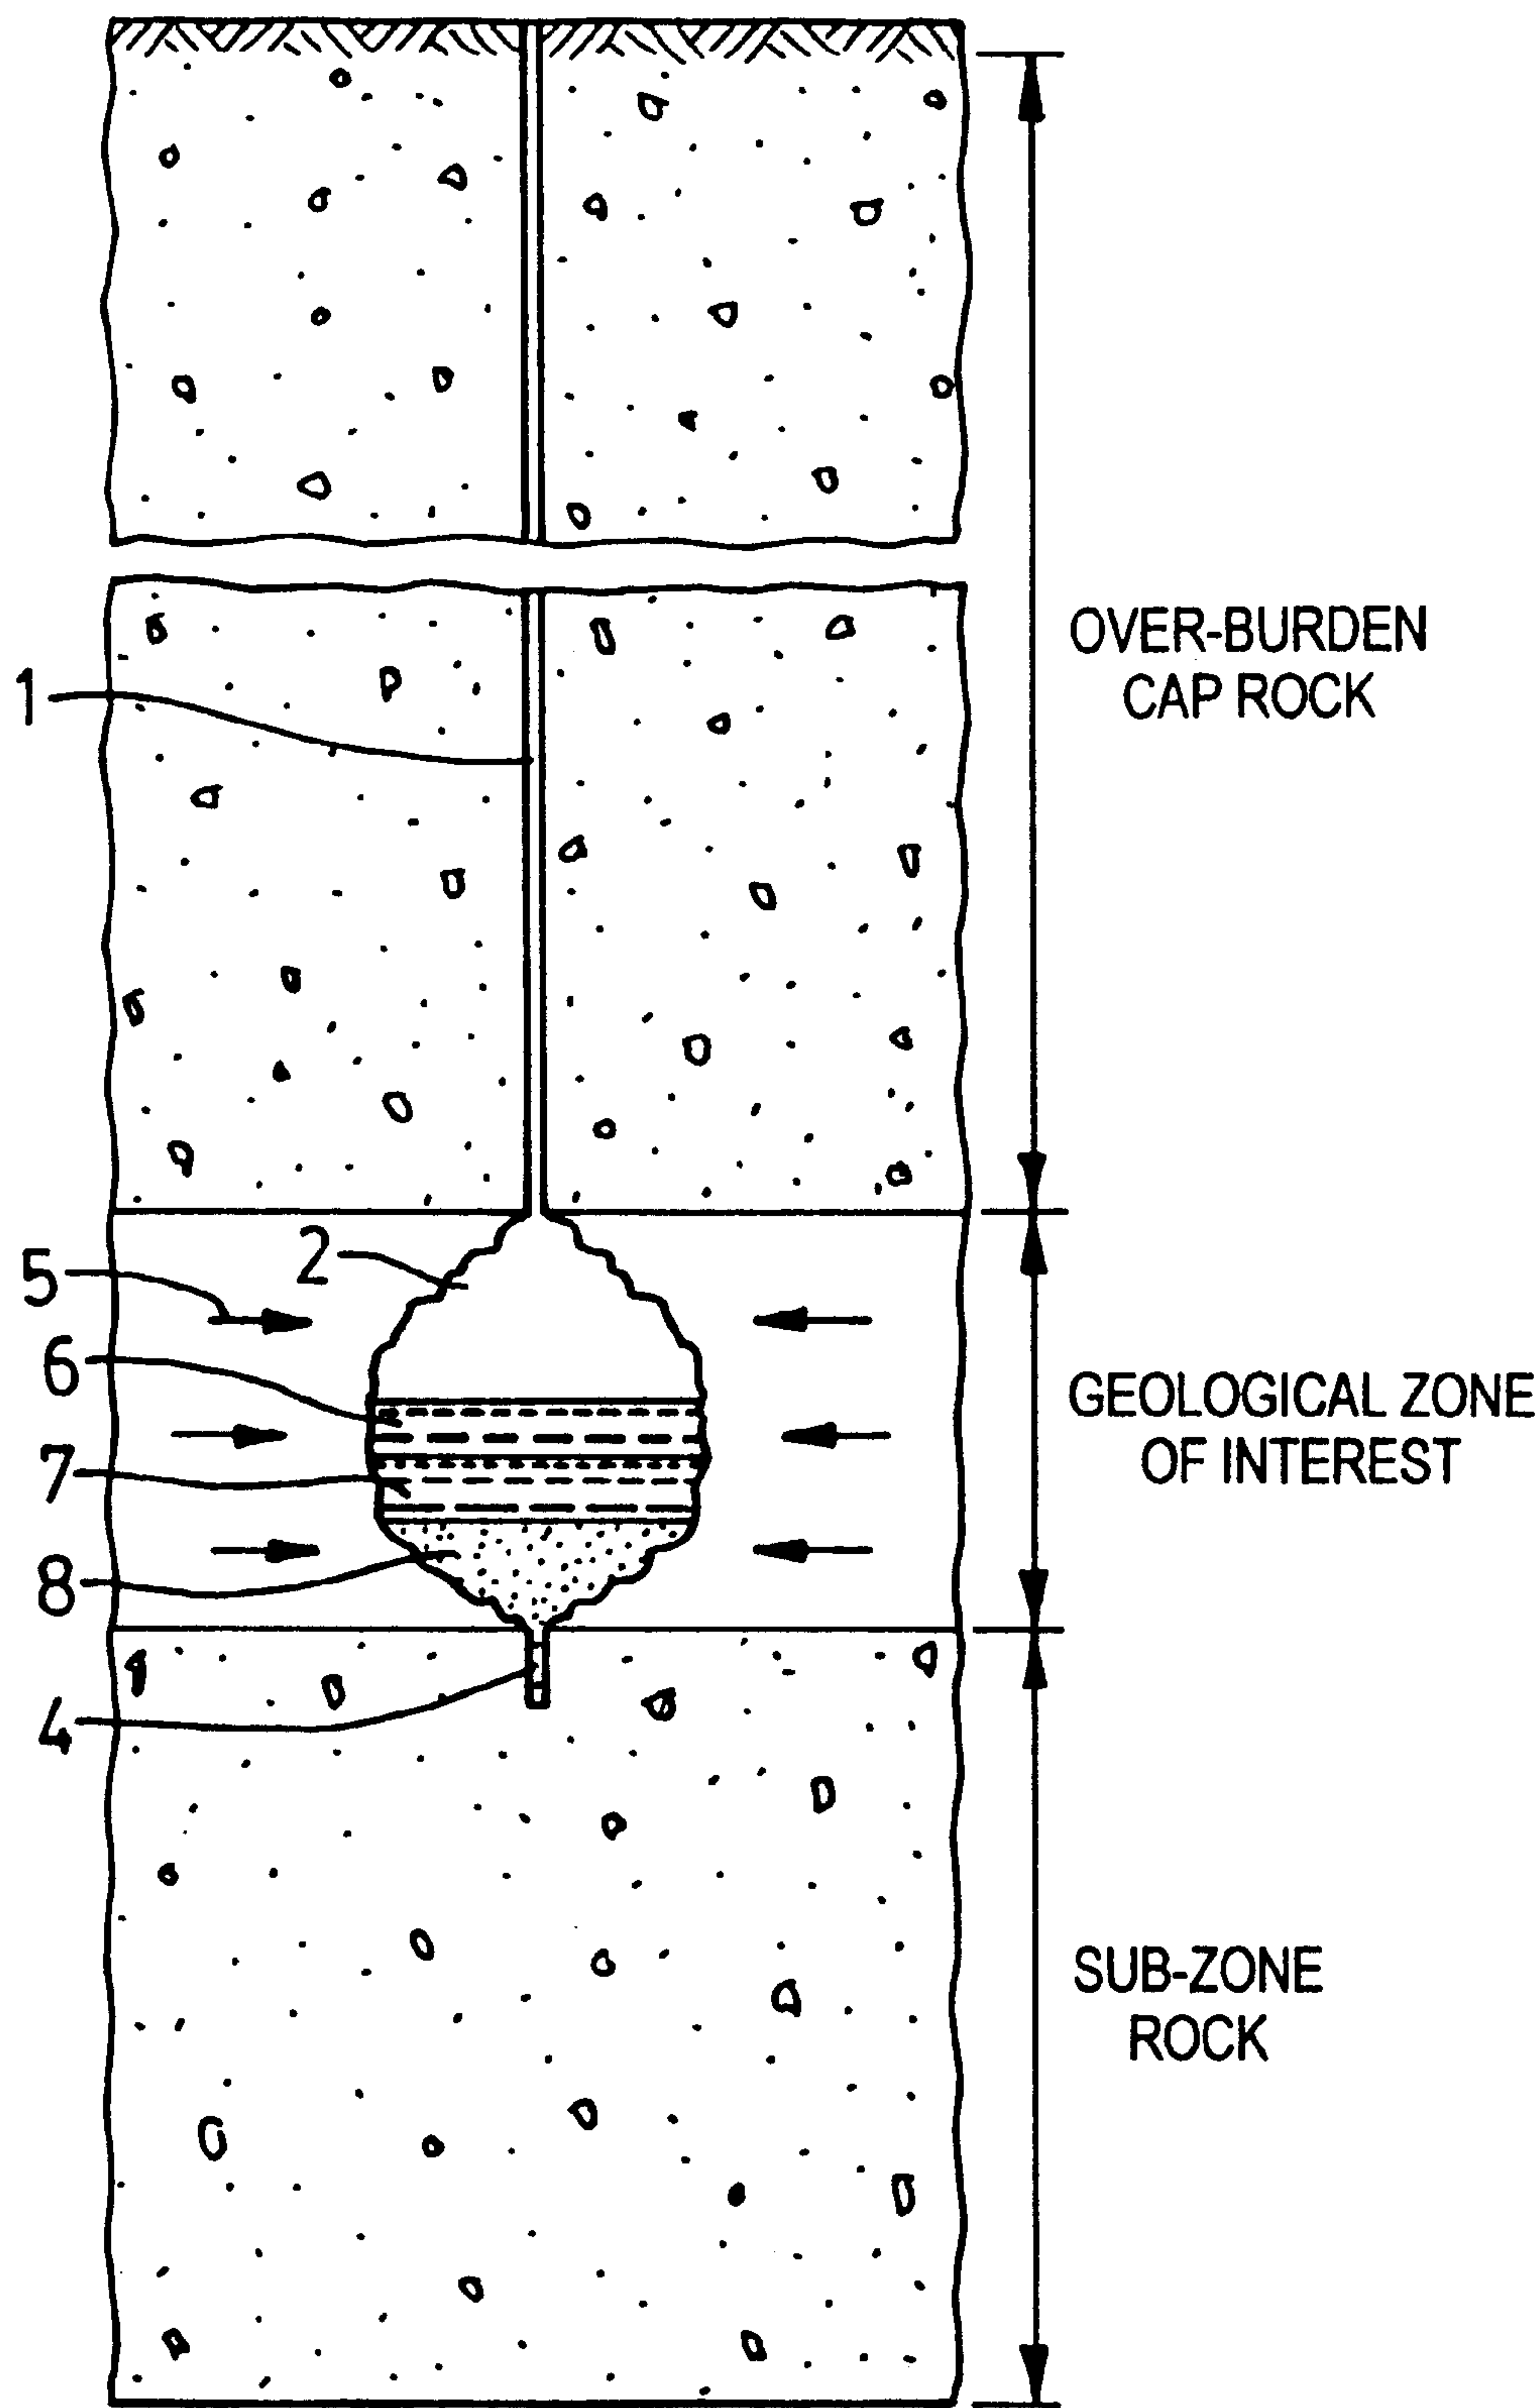 1
OVER-BURDEN
CAP ROCK
2
5
6
GEOLOGICAL ZONE
OF INTEREST
7
8
4
SUB-ZONE
ROCK